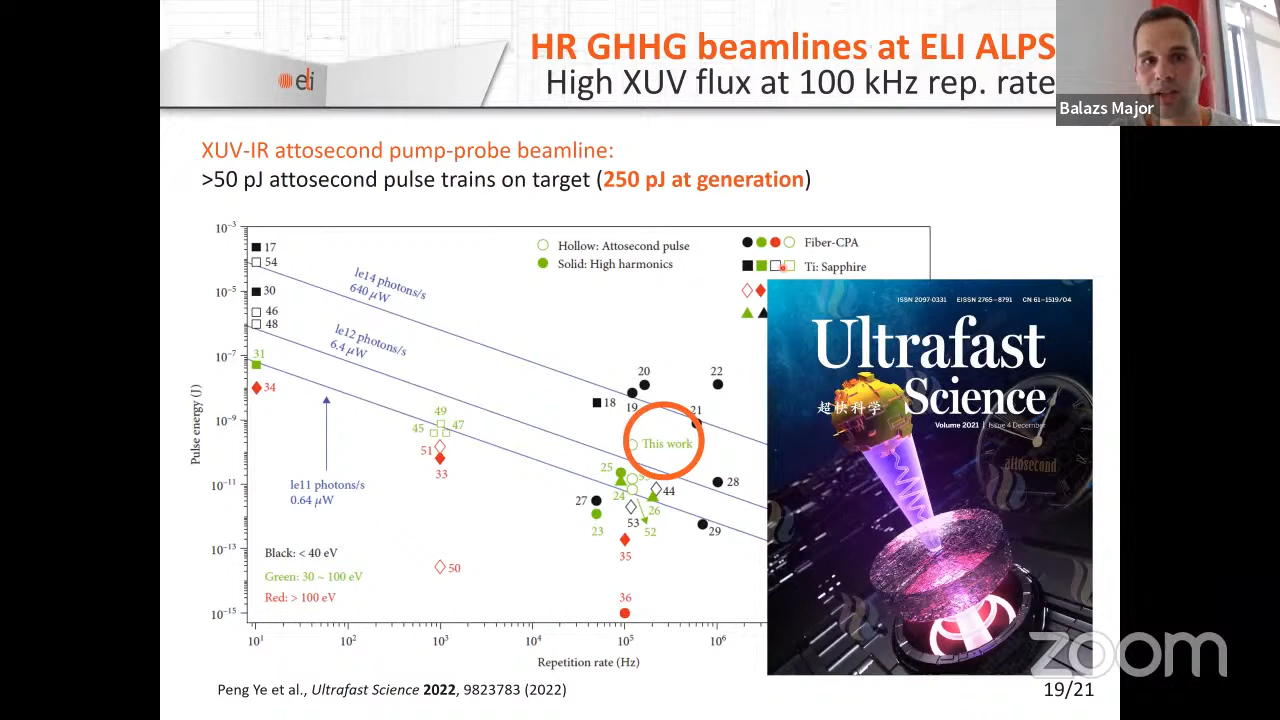 HR GHHG beamlines at ELI ALPS
High XUV flux at 100 kHz rep. rate
eli
Balazs Major
XUV-IR attosecond pump-probe beamline:
>50 pJ attosecond pulse trains on target (250 pJ at generation)
Pulse energy (J)
10⁻³
10⁻⁵
10⁻⁷
10⁻⁹
10⁻¹¹
10⁻¹³
10⁻¹⁵
17
54
30
46
48
31
34
1e14 photons/s
640 μW
1e12 photons/s
6.4 μW
1e11 photons/s
0.64 μW
Hollow: Attosecond pulse
Solid: High harmonics
Fiber-CPA
Ti: Sapphire
49
45
47
51
33
50
18
20
19
22
21
This work
25
24
44
26
28
27
23
53
52
29
35
36
Black: < 40 eV
Green: 30 ~ 100 eV
Red: > 100 eV
10¹
10²
10³
10⁴
10⁵
10⁶
Repetition rate (Hz)
ISSN 2097-0331 EISSN 2765-8791 CN 61-1519/04
Ultrafast
超快科学
Science
Volume 2021 | Issue 4 December
attosecond
Peng Ye et al., Ultrafast Science 2022, 9823783 (2022)
19/21
zoom